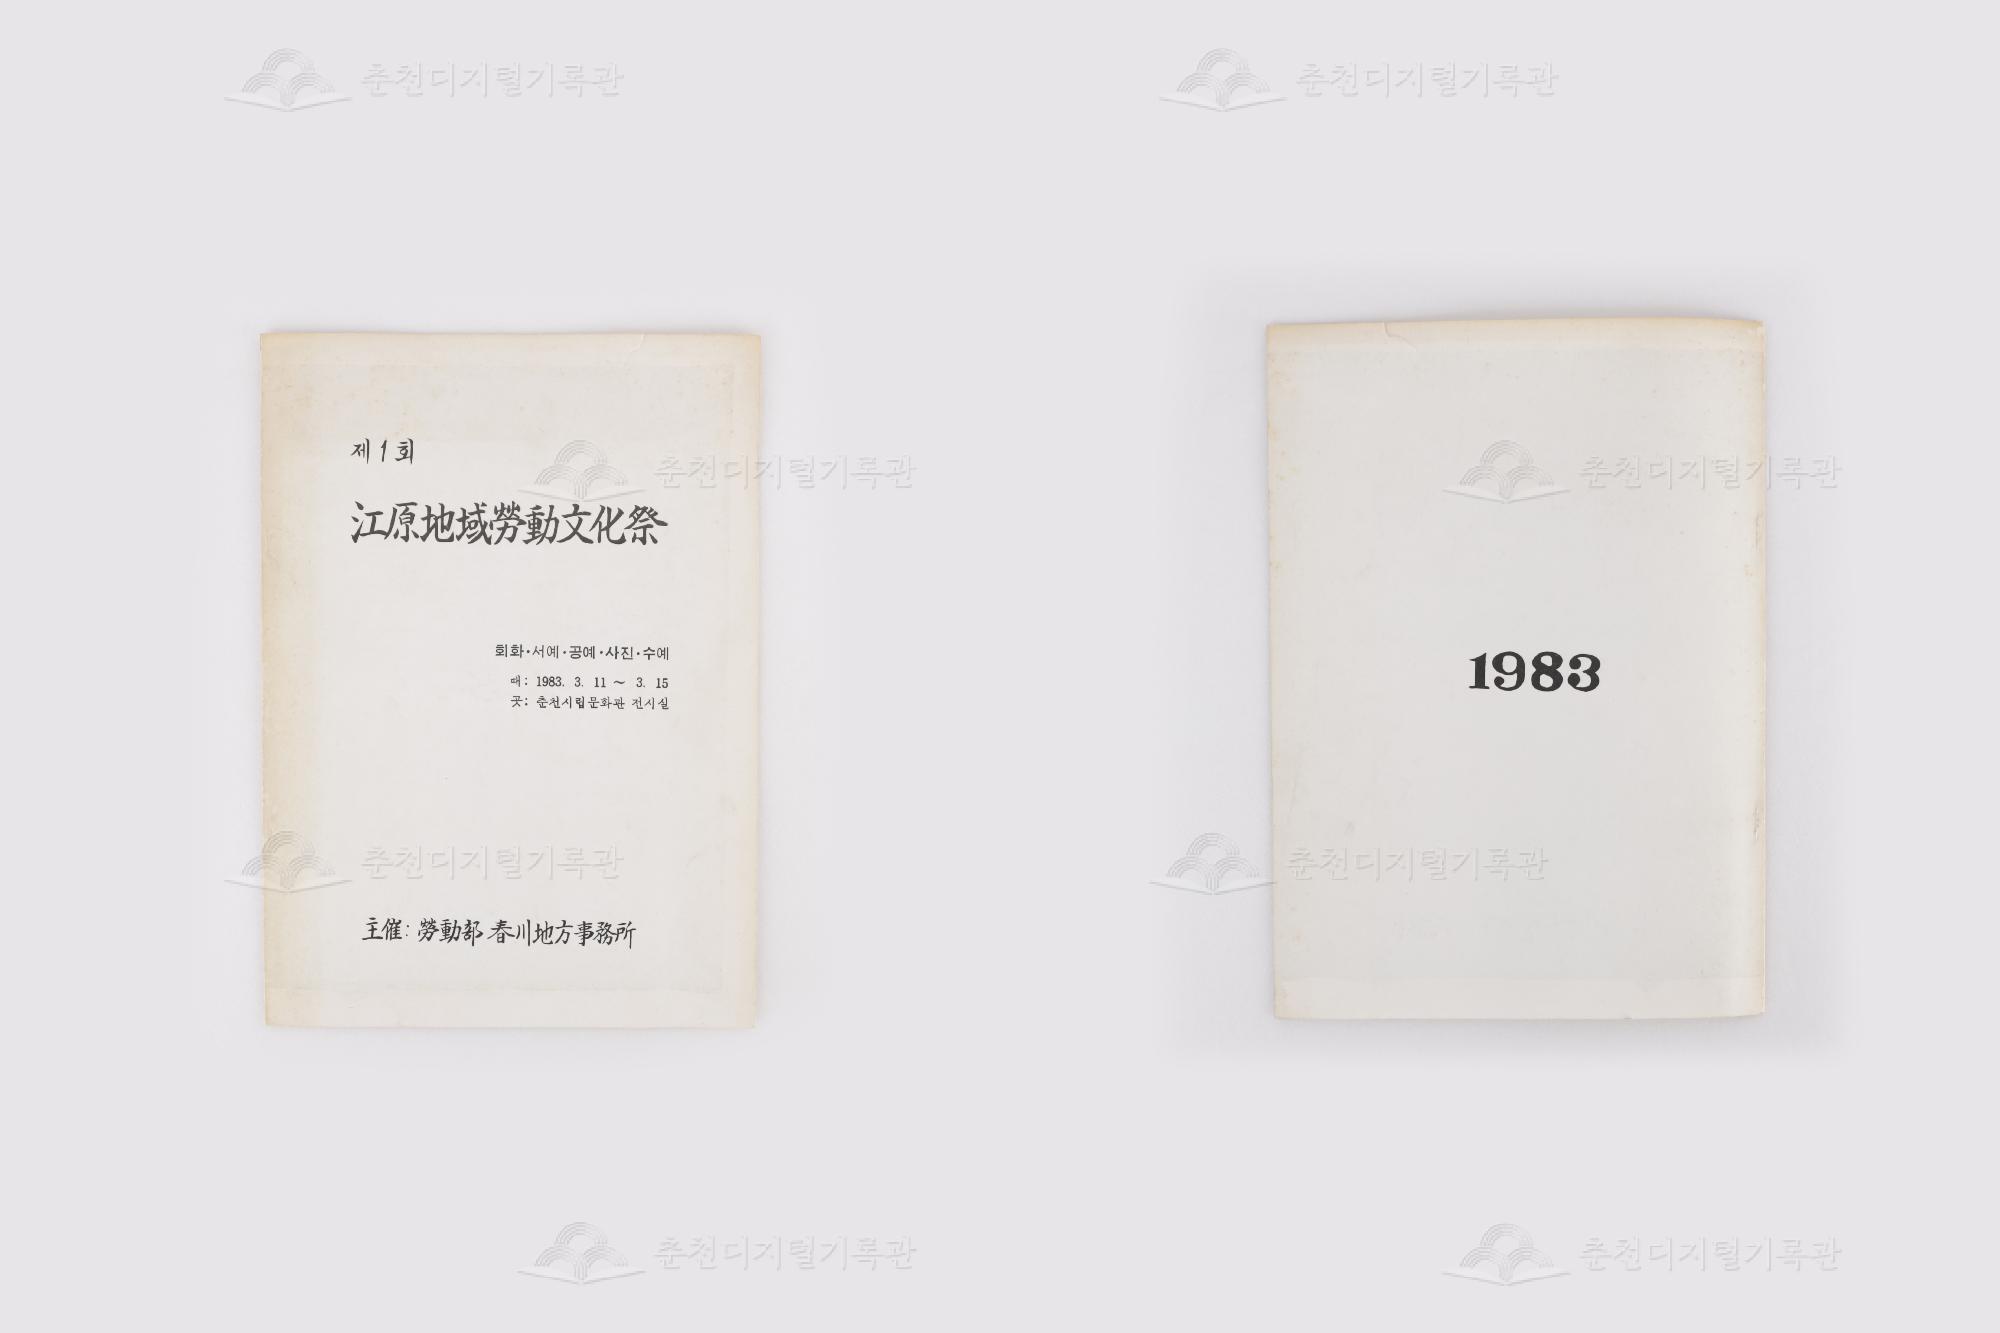 춘천디지털기록관
춘천디지털기록관
제1회
춘천디지털기록관
江原地域勞動文化祭
회화·서예·공예·사진·수예
때: 1983. 3. 11 ~ 3. 15
곳: 춘천시립문화관 전시실
춘천디지털기록관
主催: 勞動部 春川地方事務所
춘천디지털기록관
1983
춘천디지털기록관
춘천디지털기록관
춘천디지털기록관